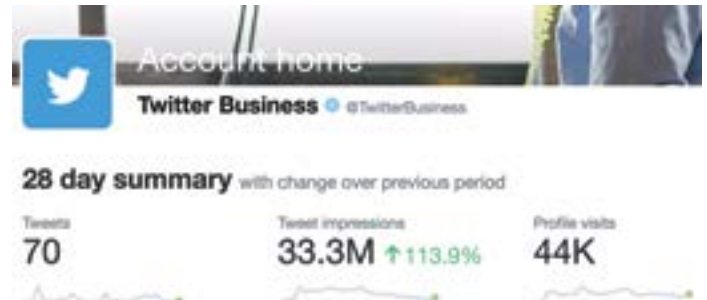 Account home
Twitter Business @TwitterBusiness
28 day summary with change over previous period
Tweets Tweet impressions Profile visits
70 33.3M ↑113.9% 44K